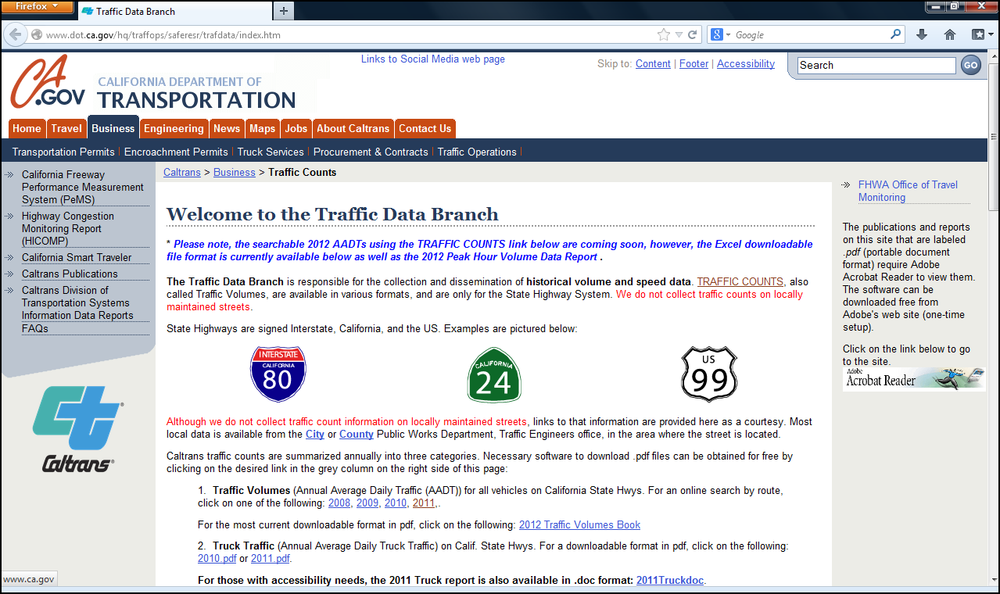 Firefox
Traffic Data Branch
www.dot.ca.gov/hq/traffops/saferesr/trafdata/index.htm
Google
CA.GOV
CALIFORNIA DEPARTMENT OF
TRANSPORTATION
Links to Social Media web page
Skip to: Content | Footer | Accessibility
Search
GO
Home Travel Business Engineering News Maps Jobs About Caltrans Contact Us
Transportation Permits | Encroachment Permits | Truck Services | Procurement & Contracts | Traffic Operations |
California Freeway
Performance Measurement
System (PeMS)
Highway Congestion
Monitoring Report
(HICOMP)
California Smart Traveler
Caltrans Publications
Caltrans Division of
Transportation Systems
Information Data Reports
FAQs
Caltrans
Caltrans > Business > Traffic Counts
Welcome to the Traffic Data Branch
* Please note, the searchable 2012 AADTs using the TRAFFIC COUNTS link below are coming soon, however, the Excel downloadable
file format is currently available below as well as the 2012 Peak Hour Volume Data Report .
The Traffic Data Branch is responsible for the collection and dissemination of historical volume and speed data. TRAFFIC COUNTS, also
called Traffic Volumes, are available in various formats, and are only for the State Highway System. We do not collect traffic counts on locally
maintained streets.
State Highways are signed Interstate, California, and the US. Examples are pictured below:
INTERSTATE
CALIFORNIA
80
CALIFORNIA
24
US
99
Although we do not collect traffic count information on locally maintained streets, links to that information are provided here as a courtesy. Most
local data is available from the City or County Public Works Department, Traffic Engineers office, in the area where the street is located.
Caltrans traffic counts are summarized annually into three categories. Necessary software to download .pdf files can be obtained for free by
clicking on the desired link in the grey column on the right side of this page:
1. Traffic Volumes (Annual Average Daily Traffic (AADT)) for all vehicles on California State Hwys. For an online search by route,
click on one of the following: 2008, 2009, 2010, 2011,.
For the most current downloadable format in pdf, click on the following: 2012 Traffic Volumes Book
2. Truck Traffic (Annual Average Daily Truck Traffic) on Calif. State Hwys. For a downloadable format in pdf, click on the following:
2010.pdf or 2011.pdf.
For those with accessibility needs, the 2011 Truck report is also available in .doc format: 2011Truckdoc.
FHWA Office of Travel
Monitoring
The publications and reports
on this site that are labeled
.pdf (portable document
format) require Adobe
Acrobat Reader to view them.
The software can be
downloaded free from
Adobe's web site (one-time
setup).
Click on the link below to go
to the site.
Adobe
Acrobat Reader
www.ca.gov